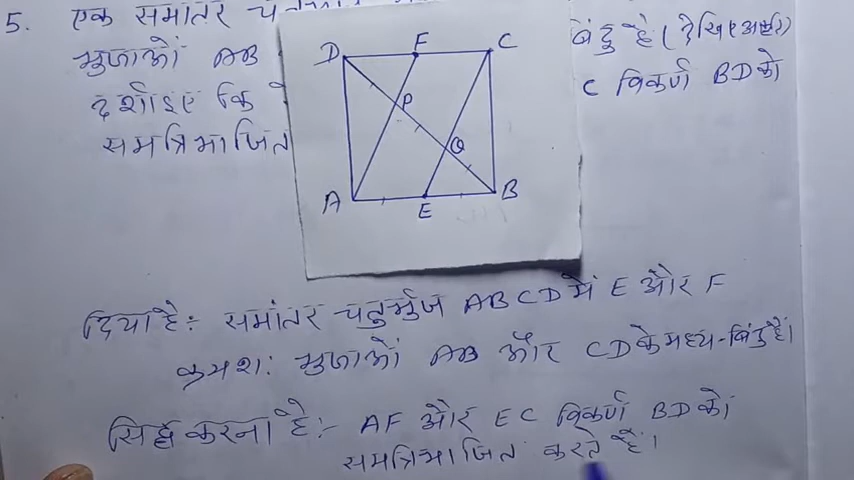 5. एक समांतर
बिंदु है (देखिए
भुजाओं AB
C विकर्ण BD को
दर्शाइए कि
समत्रिभाजित
D F C
P
Q
A E B
दिया है:- समांतर चतुर्भुज ABCD में E और F
क्रमश: भुजाओं AB और CD के मध्य-बिंदु हैं।
सिद्ध करना है:- AF और EC विकर्ण BD को
समत्रिभाजित करते हैं।